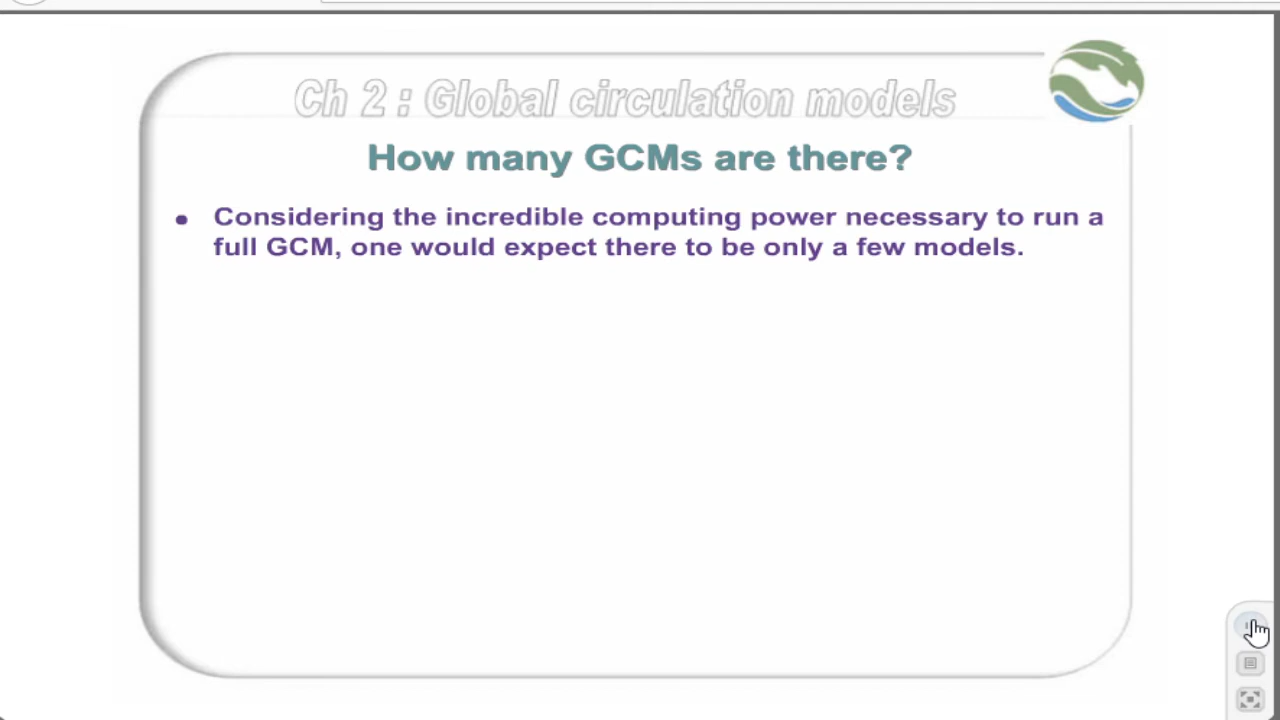 Ch 2 : Global circulation models
How many GCMs are there?
• Considering the incredible computing power necessary to run a
full GCM, one would expect there to be only a few models.